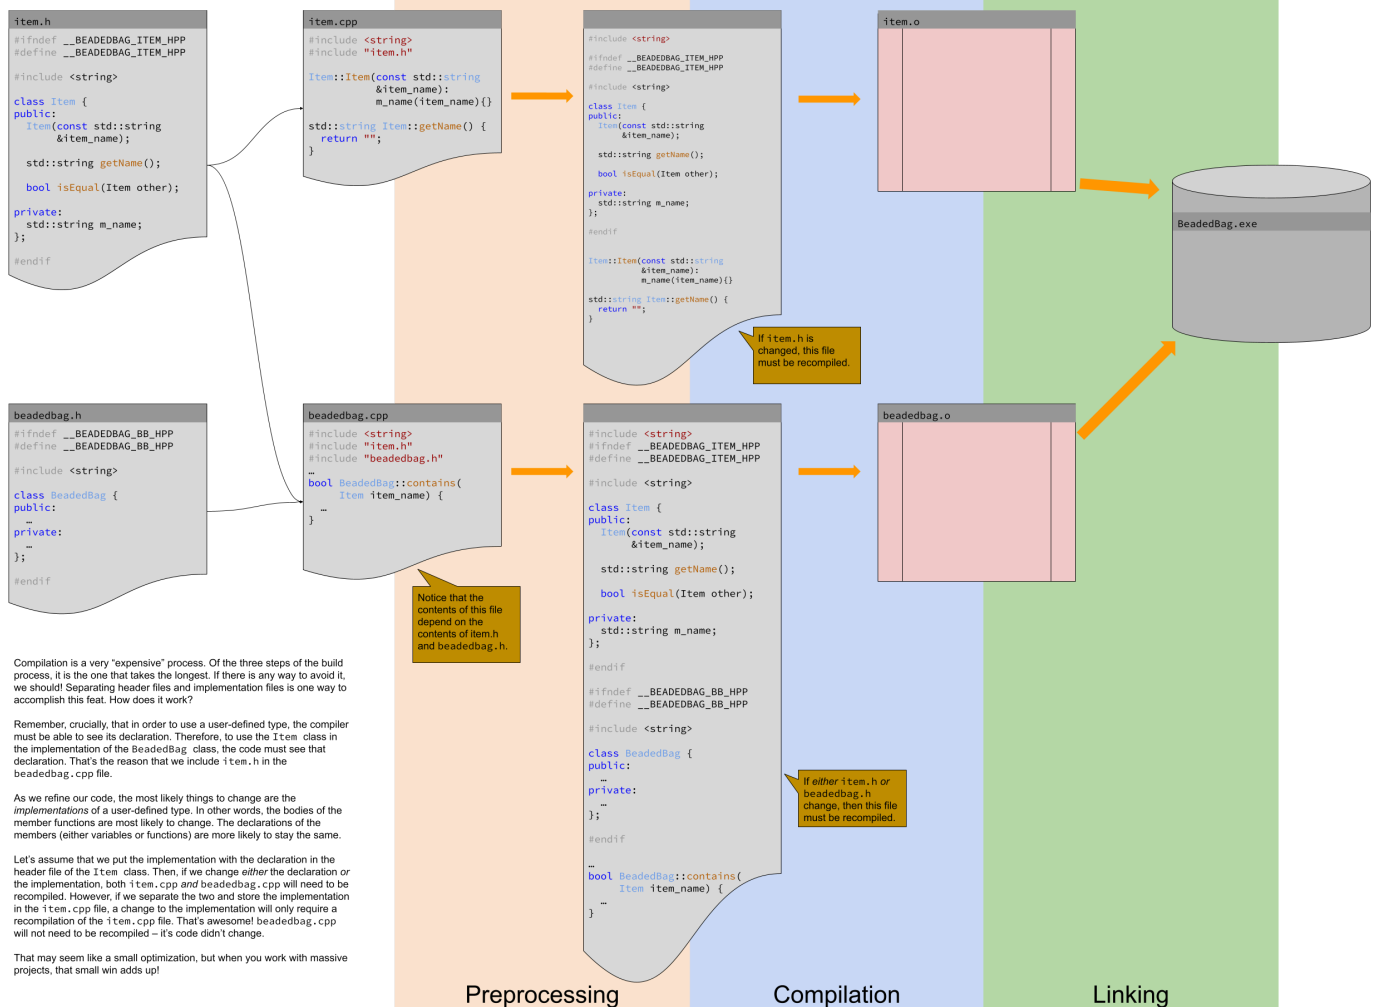 item.h
#ifndef __BEADEDBAG_ITEM_HPP
#define __BEADEDBAG_ITEM_HPP
#include <string>
class Item {
public:
Item(const std::string
&item_name);
std::string getName();
bool isEqual(Item other);
private:
std::string m_name;
};
#endif
item.cpp
#include <string>
#include "item.h"
Item::Item(const std::string
&item_name):
m_name(item_name){}
std::string Item::getName() {
return "";
}
#include <string>
#ifndef __BEADEDBAG_ITEM_HPP
#define __BEADEDBAG_ITEM_HPP
#include <string>
class Item {
public:
Item(const std::string
&item_name);
std::string getName();
bool isEqual(Item other);
private:
std::string m_name;
};
#endif
Item::Item(const std::string
&item_name):
m_name(item_name){}
std::string Item::getName() {
return "";
}
If item.h is
changed, this file
must be recompiled.
item.o
BeadedBag.exe
beadedbag.h
#ifndef __BEADEDBAG_BB_HPP
#define __BEADEDBAG_BB_HPP
#include <string>
class BeadedBag {
public:
…
private:
…
};
#endif
beadedbag.cpp
#include <string>
#include "item.h"
#include "beadedbag.h"
…
bool BeadedBag::contains(
Item item_name) {
…
}
Notice that the
contents of this file
depend on the
contents of item.h
and beadedbag.h.
#include <string>
#ifndef __BEADEDBAG_ITEM_HPP
#define __BEADEDBAG_ITEM_HPP
#include <string>
class Item {
public:
Item(const std::string
&item_name);
std::string getName();
bool isEqual(Item other);
private:
std::string m_name;
};
#endif
#ifndef __BEADEDBAG_BB_HPP
#define __BEADEDBAG_BB_HPP
#include <string>
class BeadedBag {
public:
…
private:
…
};
#endif
…
bool BeadedBag::contains(
Item item_name) {
…
}
If either item.h or
beadedbag.h
change, then this file
must be recompiled.
beadedbag.o
Compilation is a very “expensive” process. Of the three steps of the build
process, it is the one that takes the longest. If there is any way to avoid it,
we should! Separating header files and implementation files is one way to
accomplish this feat. How does it work?
Remember, crucially, that in order to use a user-defined type, the compiler
must be able to see its declaration. Therefore, to use the Item class in
the implementation of the BeadedBag class, the code must see that
declaration. That’s the reason that we include item.h in the
beadedbag.cpp file.
As we refine our code, the most likely things to change are the
implementations of a user-defined type. In other words, the bodies of the
member functions are most likely to change. The declarations of the
members (either variables or functions) are more likely to stay the same.
Let’s assume that we put the implementation with the declaration in the
header file of the Item class. Then, if we change either the declaration or
the implementation, both item.cpp and beadedbag.cpp will need to be
recompiled. However, if we separate the two and store the implementation
in the item.cpp file, a change to the implementation will only require a
recompilation of the item.cpp file. That’s awesome! beadedbag.cpp
will not need to be recompiled – it’s code didn’t change.
That may seem like a small optimization, but when you work with massive
projects, that small win adds up!
Preprocessing
Compilation
Linking